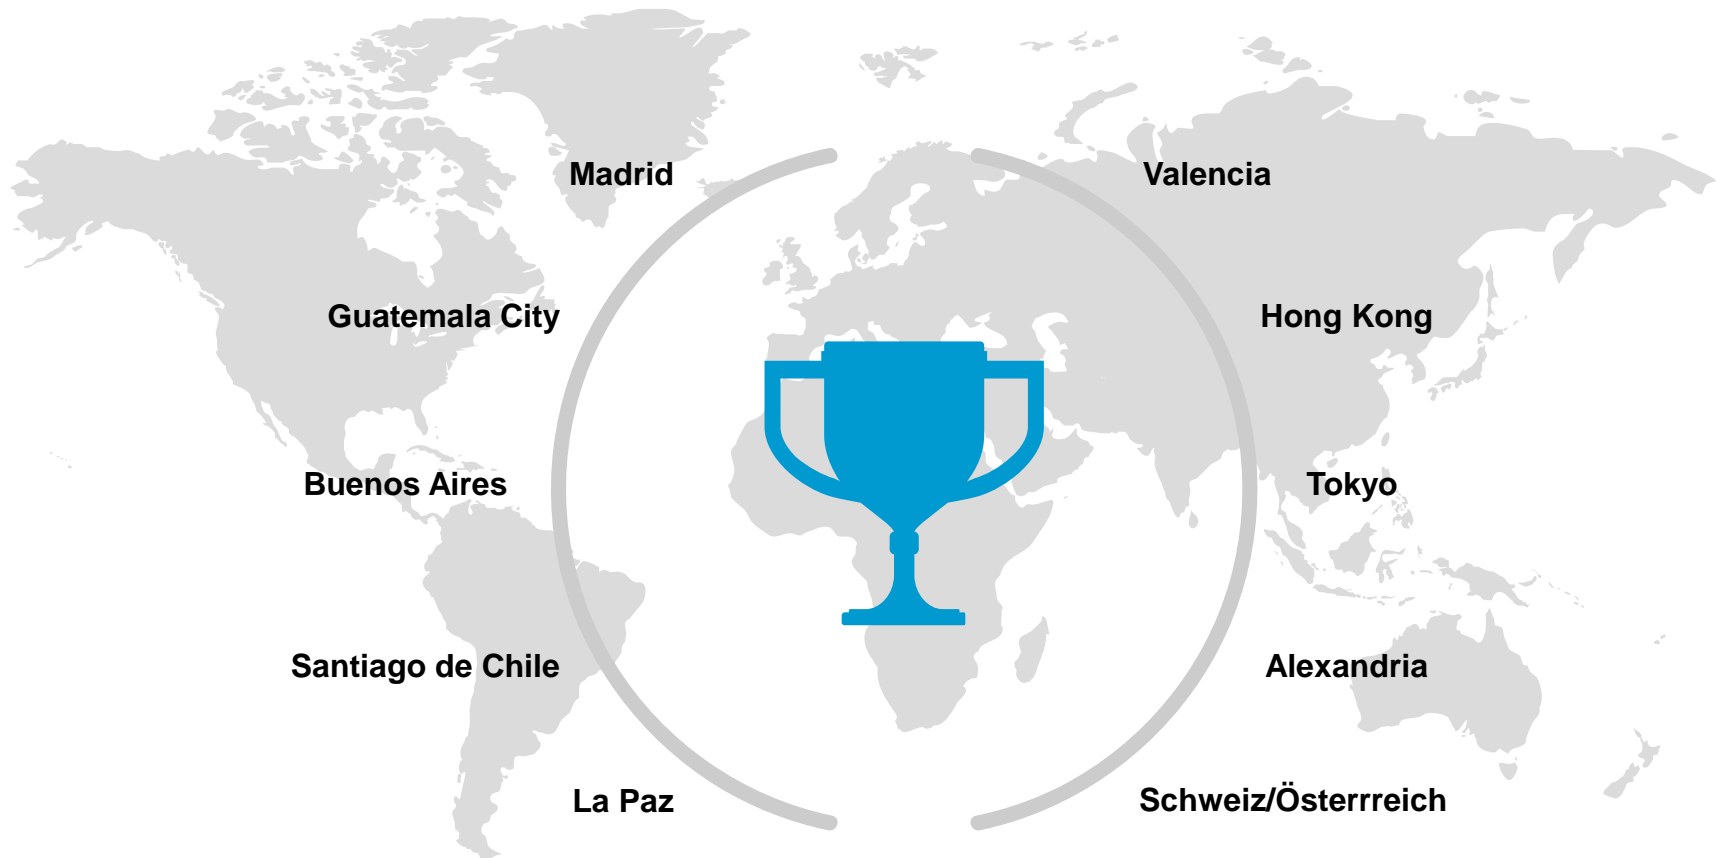 Madrid
Valencia
Guatemala City
Hong Kong
Buenos Aires
Tokyo
Santiago de Chile
Alexandria
La Paz
Schweiz/Österrreich